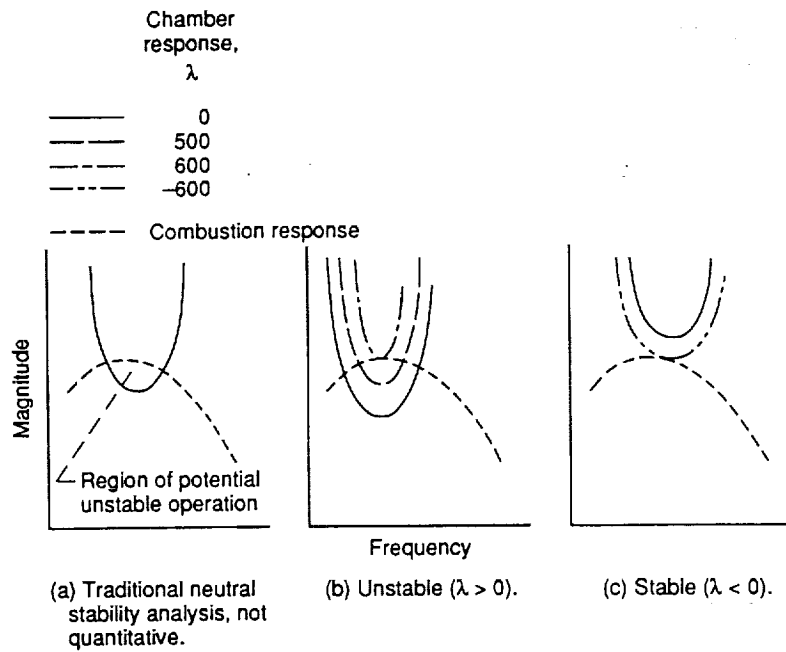 Chamber
response,
λ
0
500
600
–600
Combustion response
Magnitude
Region of potential
unstable operation
Frequency
(a) Traditional neutral
stability analysis, not
quantitative.
(b) Unstable (λ > 0).
(c) Stable (λ < 0).